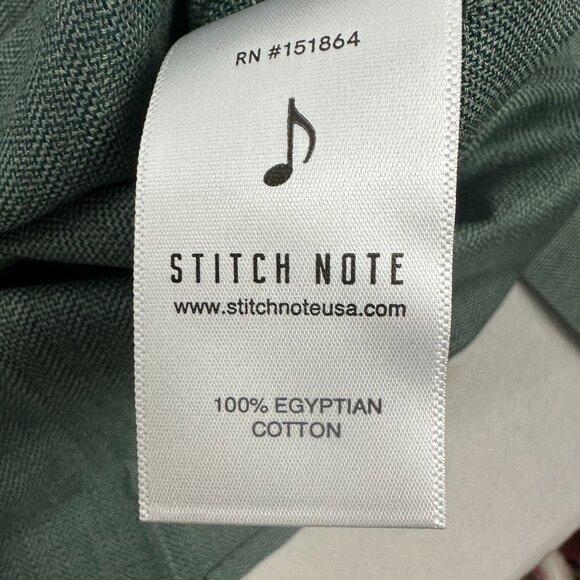 RN #151864
STITCH NOTE
www.stitchnoteusa.com
100% EGYPTIAN
COTTON